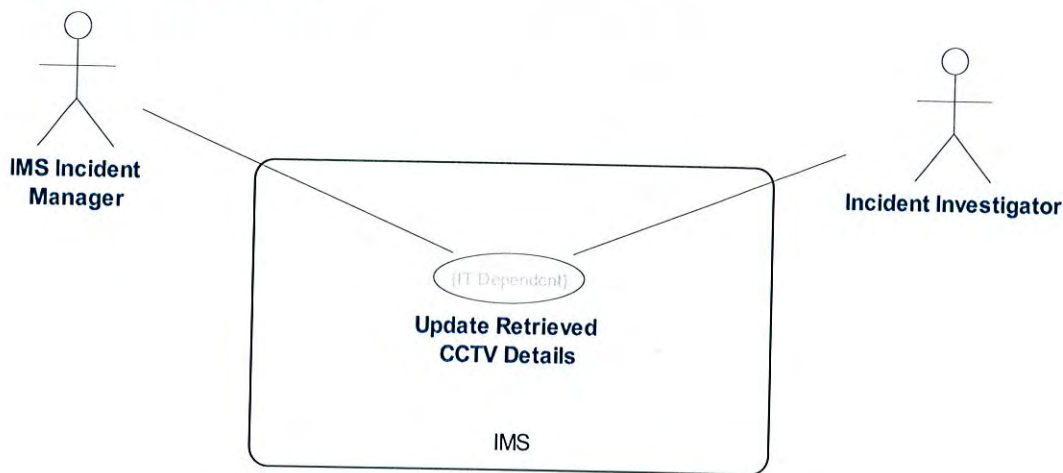 IMS Incident
Manager
Incident Investigator
{IT Dependent}
Update Retrieved
CCTV Details
IMS